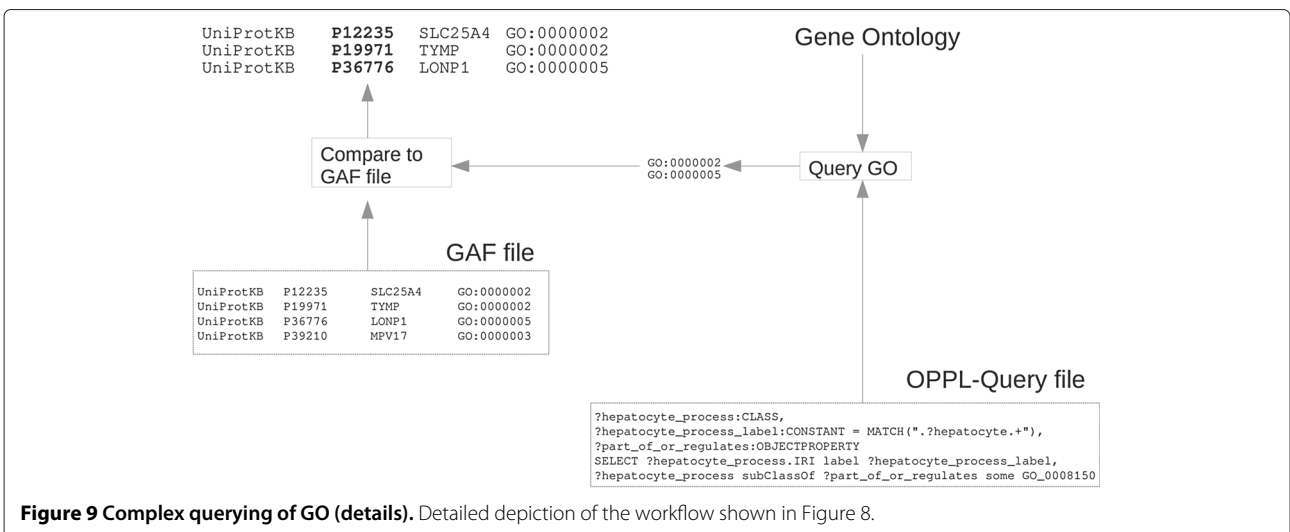 UniProtKB P12235 SLC25A4 GO:0000002
UniProtKB P19971 TYMP GO:0000002
UniProtKB P36776 LONP1 GO:0000005
Gene Ontology
Compare to
GAF file
GO:0000002
GO:0000005
Query GO
GAF file
UniProtKB P12235 SLC25A4 GO:0000002
UniProtKB P19971 TYMP GO:0000002
UniProtKB P36776 LONP1 GO:0000005
UniProtKB P39210 MPV17 GO:0000003
OPPL-Query file
?hepatocyte_process:CLASS,
?hepatocyte_process_label:CONSTANT = MATCH(".?hepatocyte.+"),
?part_of_or_regulates:OBJECTPROPERTY
SELECT ?hepatocyte_process.IRI label ?hepatocyte_process_label,
?hepatocyte_process subClassOf ?part_of_or_regulates some GO_0008150
Figure 9 Complex querying of GO (details). Detailed depiction of the workflow shown in Figure 8.